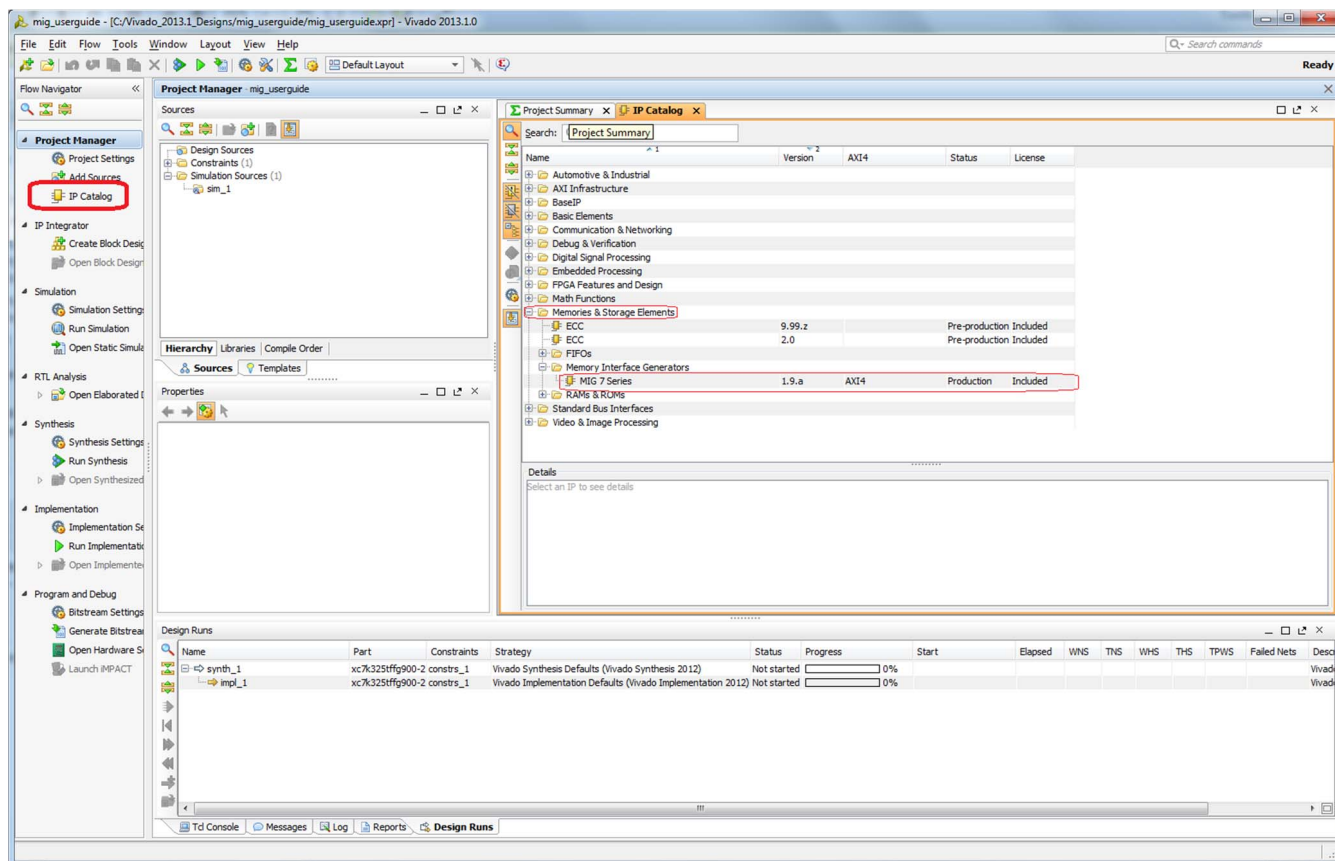 mig_userguide - [C:/Vivado_2013.1_Designs/mig_userguide/mig_userguide.xpr] - Vivado 2013.1.0
File Edit Flow Tools Window Layout View Help
Search commands
Default Layout
Ready
Flow Navigator
Project Manager
Project Settings
Add Sources
IP Catalog
IP Integrator
Create Block Desig
Open Block Design
Simulation
Simulation Settings
Run Simulation
Open Static Simula
RTL Analysis
Open Elaborated D
Synthesis
Synthesis Settings
Run Synthesis
Open Synthesized
Implementation
Implementation Se
Run Implementatio
Open Implemented
Program and Debug
Bitstream Settings
Generate Bitstream
Open Hardware S
Launch iMPACT
Project Manager - mig_userguide
Sources
Design Sources
Constraints (1)
Simulation Sources (1)
sim_1
Hierarchy Libraries Compile Order
Sources Templates
Properties
Project Summary IP Catalog
Search: Project Summary
Name 1 Version 2 AXI4 Status License
Automotive & Industrial
AXI Infrastructure
BaseIP
Basic Elements
Communication & Networking
Debug & Verification
Digital Signal Processing
Embedded Processing
FPGA Features and Design
Math Functions
Memories & Storage Elements
ECC 9.99.z Pre-production Included
ECC 2.0 Pre-production Included
FIFOs
Memory Interface Generators
MIG 7 Series 1.9.a AXI4 Production Included
RAMs & ROMs
Standard Bus Interfaces
Video & Image Processing
Details
Select an IP to see details
Design Runs
Name Part Constraints Strategy Status Progress Start Elapsed WNS TNS WHS THS TPWS Failed Nets Descr
synth_1 xc7k325tffg900-2 constrs_1 Vivado Synthesis Defaults (Vivado Synthesis 2012) Not started 0% Vivad
impl_1 xc7k325tffg900-2 constrs_1 Vivado Implementation Defaults (Vivado Implementation 2012) Not started 0% Vivad
Tcl Console Messages Log Reports Design Runs